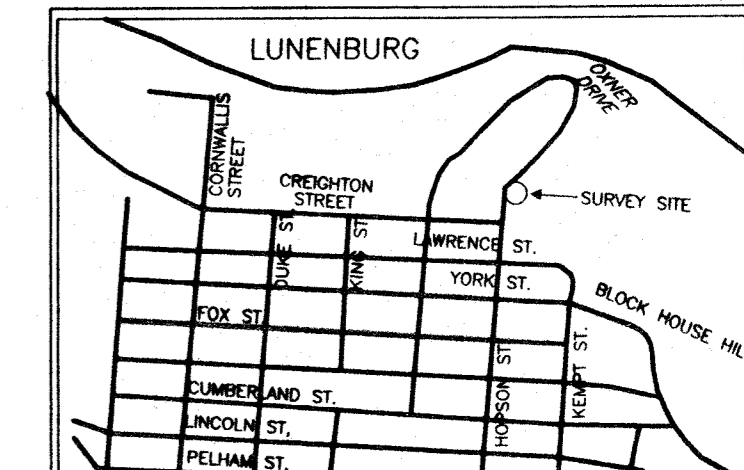 LUNENBURG
OXNER
DRIVE
CORNWALLIS
STREET
CREIGHTON
STREET
SURVEY SITE
DUKE ST.
KING ST.
LAWRENCE ST.
YORK ST.
BLOCK HOUSE HIL
FOX ST.
HOPSON ST.
KEMPT ST.
CUMBERLAND ST.
LINCOLN ST,
PELHAM ST.